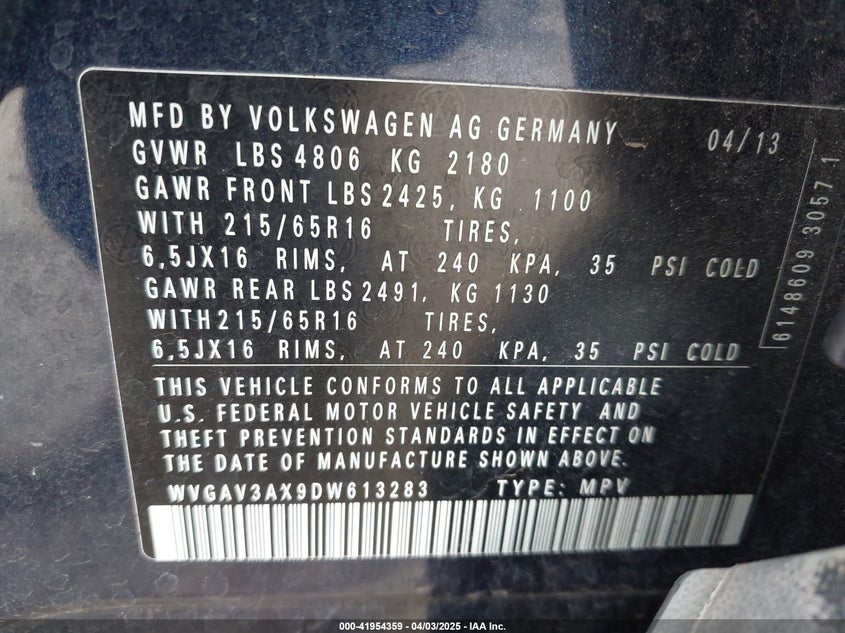 MFD BY VOLKSWAGEN AG GERMANY 04/13
GVWR LBS 4806 KG 2180
GAWR FRONT LBS 2425, KG 1100
WITH 215/65R16 TIRES,
6,5JX16 RIMS, AT 240 KPA, 35 PSI COLD
GAWR REAR LBS 2491, KG 1130
WITH 215/65R16 TIRES,
6,5JX16 RIMS, AT 240 KPA, 35 PSI COLD
THIS VEHICLE CONFORMS TO ALL APPLICABLE
U.S. FEDERAL MOTOR VEHICLE SAFETY AND
THEFT PREVENTION STANDARDS IN EFFECT ON
THE DATE OF MANUFACTURE SHOWN ABOVE.
WVGAV3AX9DW613283 TYPE: MPV
6148609 3057 1
000-41954359 - 04/03/2025 - IAA Inc.